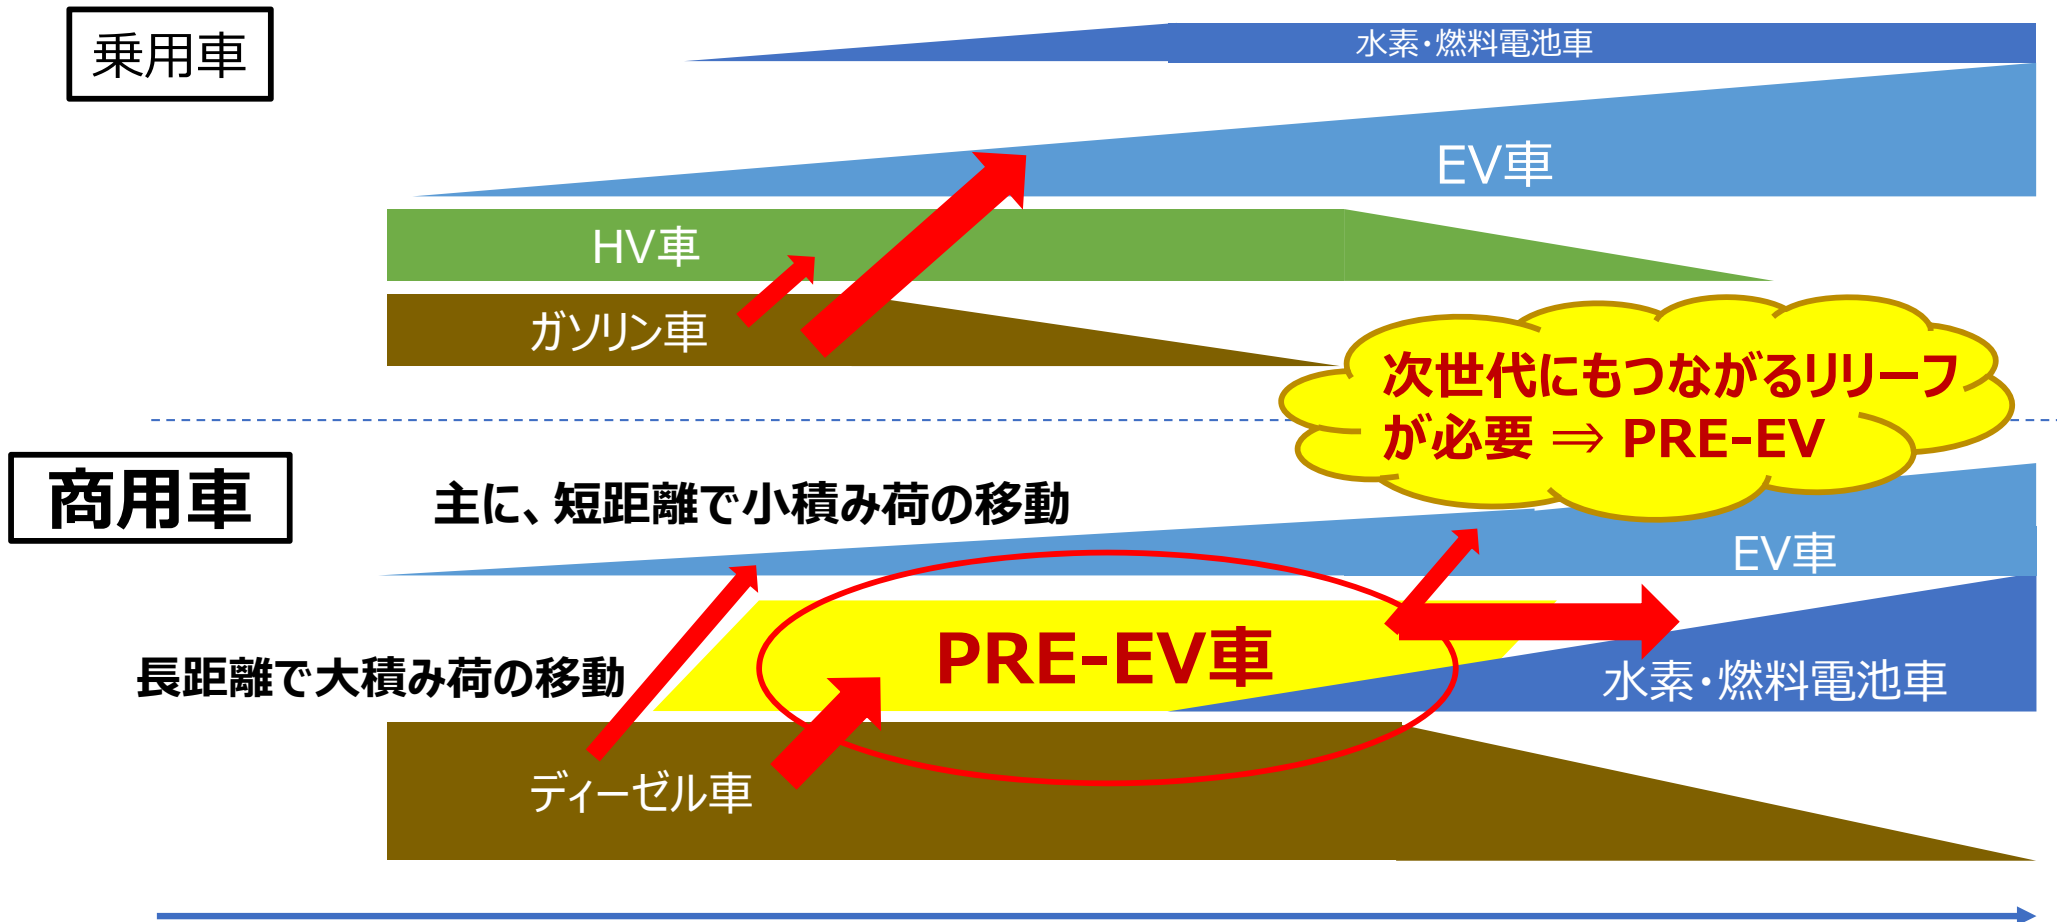 乗用車
水素・燃料電池車
EV車
HV車
ガソリン車
次世代にもつながるリリーフ
が必要 ⇒ PRE-EV
商用車
主に、短距離で小積み荷の移動
EV車
PRE-EV車
長距離で大積み荷の移動
水素・燃料電池車
ディーゼル車